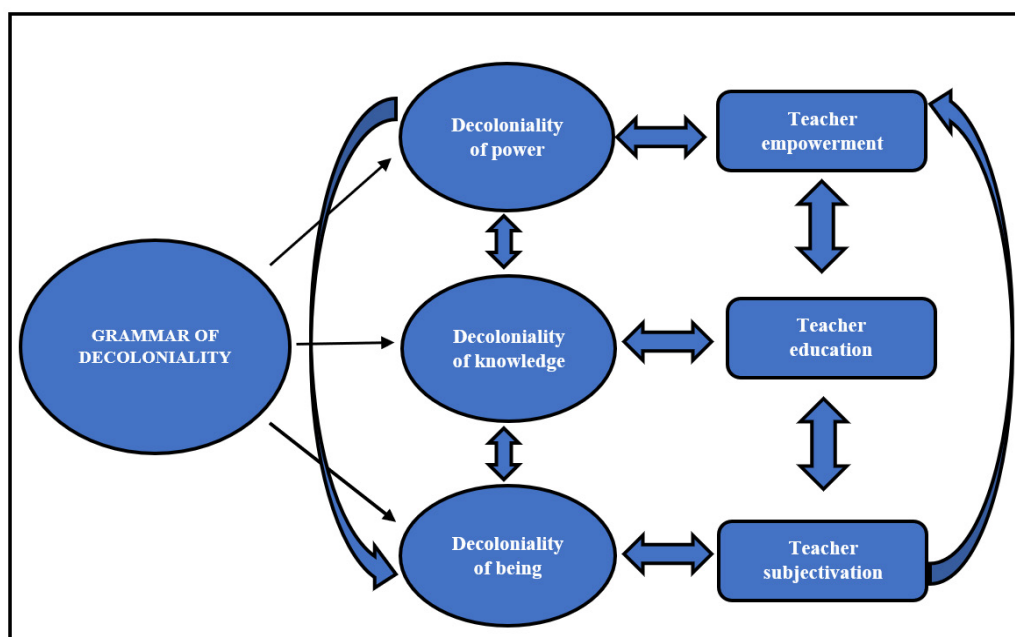 Decoloniality
of power
Teacher
empowerment
GRAMMAR OF
DECOLONIALITY
Decoloniality
of knowledge
Teacher
education
Decoloniality
of being
Teacher
subjectivation